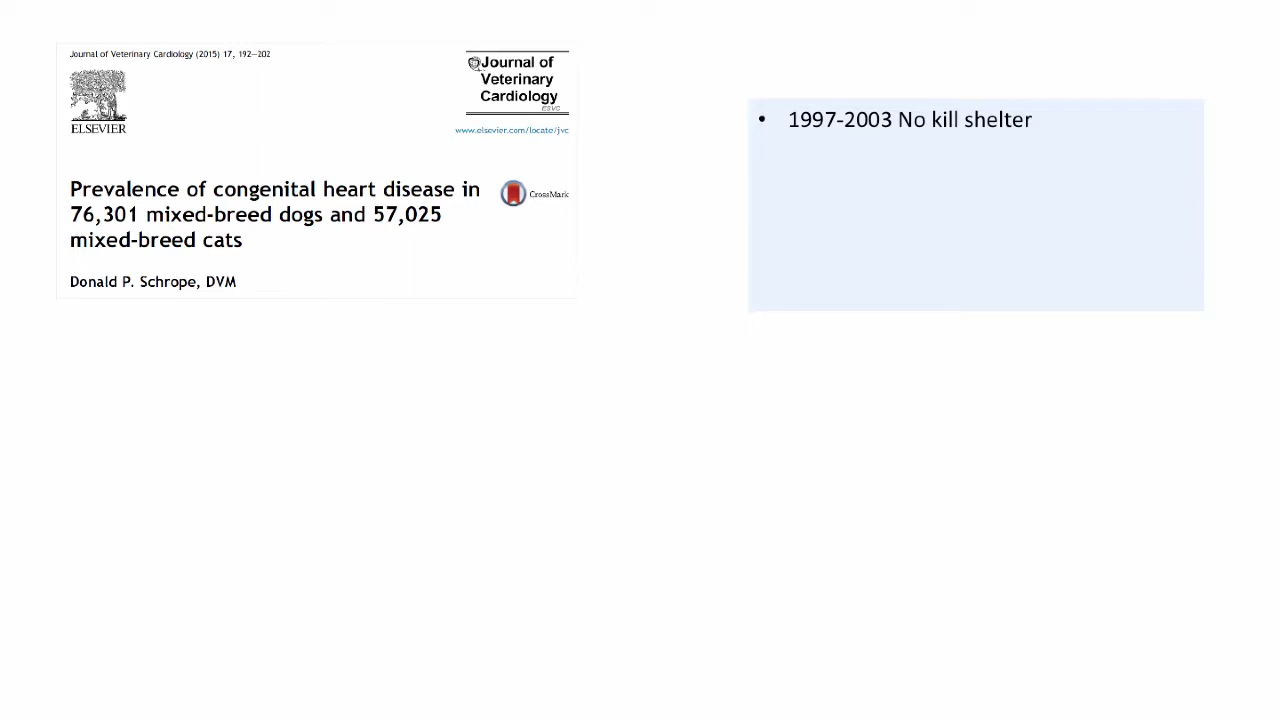 Journal of Veterinary Cardiology (2015) 17, 192–202
ELSEVIER
Journal of
Veterinary
Cardiology
ESVC
www.elsevier.com/locate/jvc
Prevalence of congenital heart disease in
76,301 mixed-breed dogs and 57,025
mixed-breed cats
CrossMark
Donald P. Schrope, DVM
• 1997-2003 No kill shelter